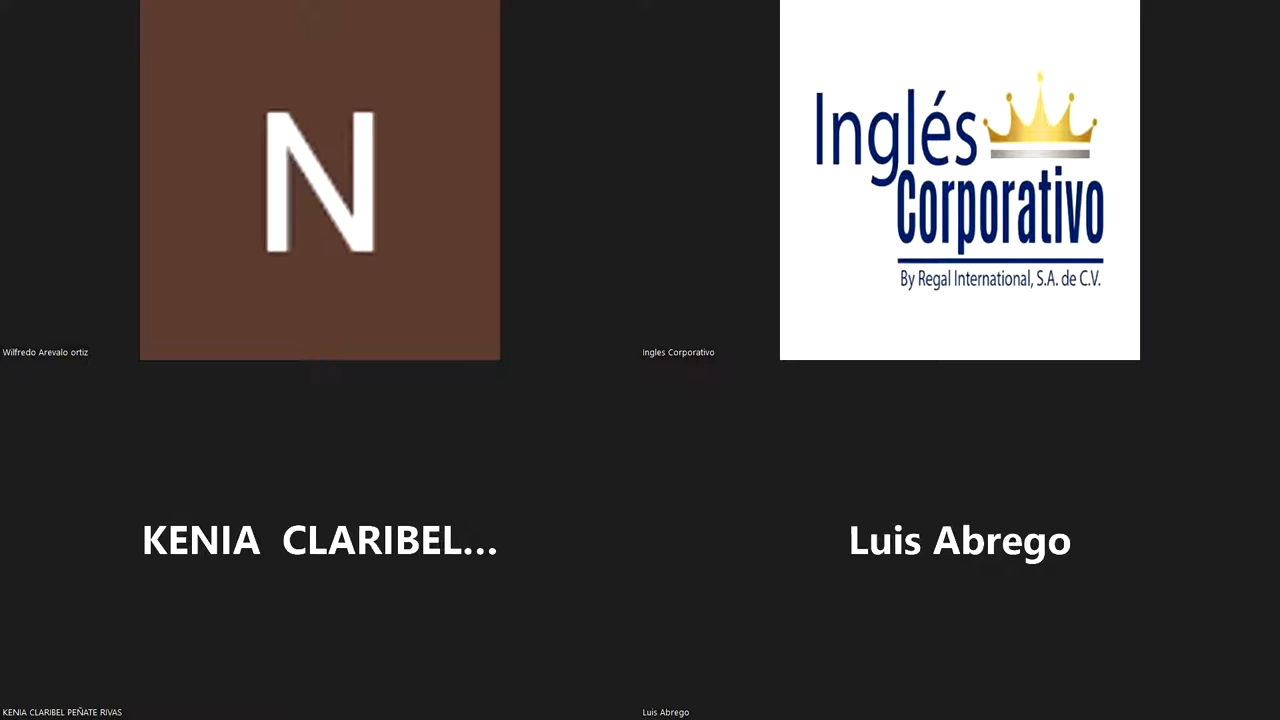 N
Wilfredo Arevalo ortiz
Inglés
Corporativo
By Regal International, S.A. de C.V.
Ingles Corporativo
KENIA CLARIBEL...
KENIA CLARIBEL PEÑATE RIVAS
Luis Abrego
Luis Abrego